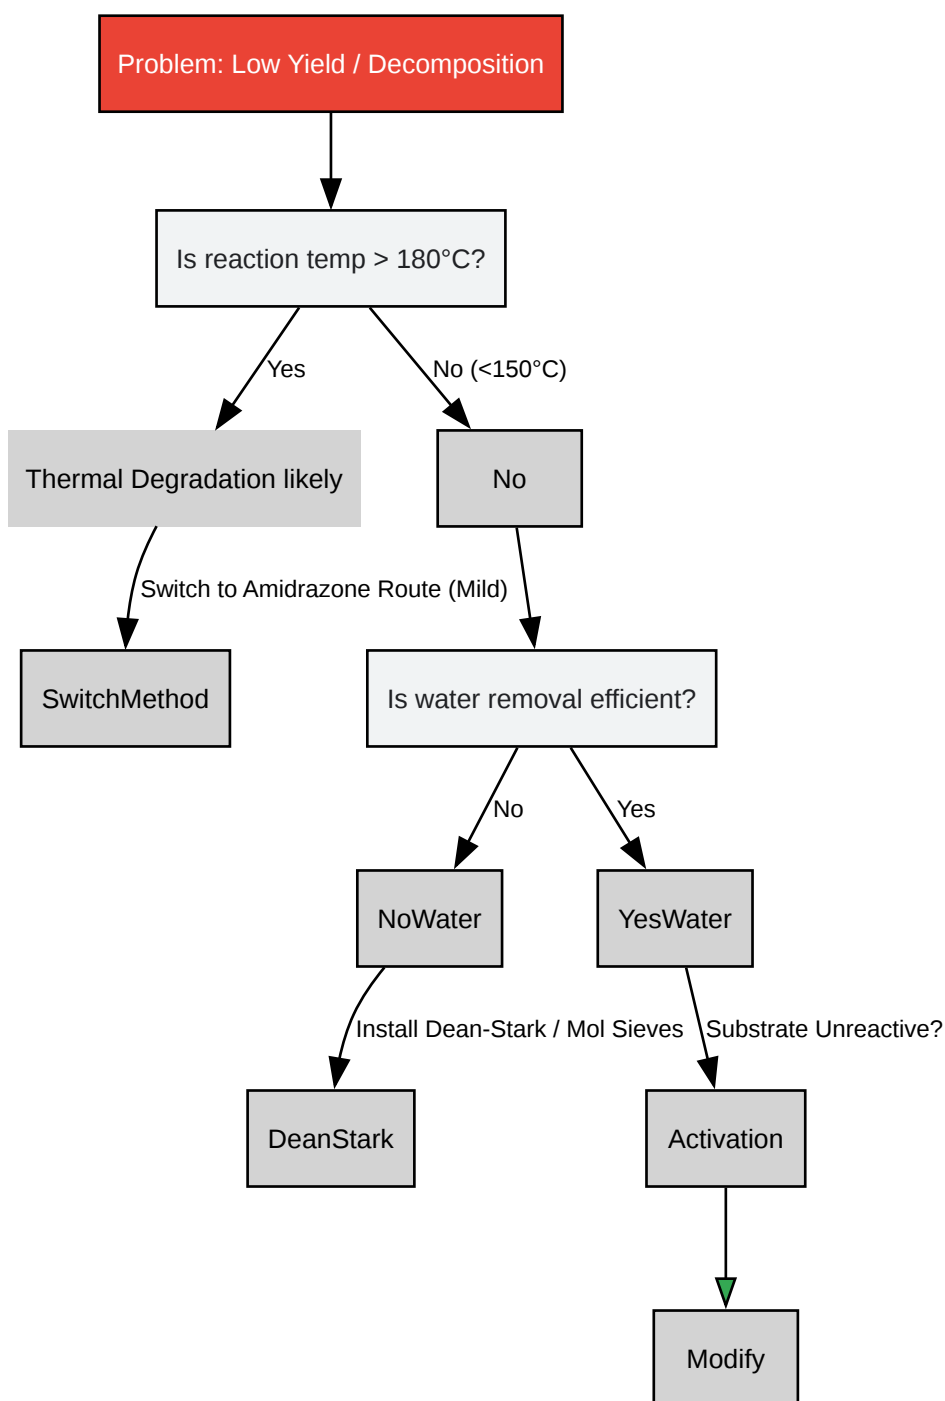 Problem: Low Yield / Decomposition
Is reaction temp > 180°C?
Yes
No (<150°C)
Thermal Degradation likely
No
Switch to Amidrazone Route (Mild)
SwitchMethod
Is water removal efficient?
No
Yes
NoWater
YesWater
Install Dean-Stark / Mol Sieves
Substrate Unreactive?
DeanStark
Activation
Modify